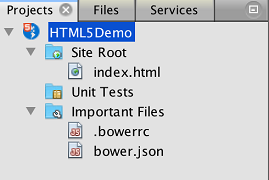 Projects Files Services
HTML5Demo
Site Root
index.html
Unit Tests
Important Files
.bowerrc
bower.json